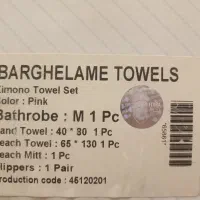 BARGHELAME TOWELS
Kimono Towel Set
Color : Pink
Bathrobe : M 1 Pc
Hand Towel : 40 * 80 1 Pc
Beach Towel : 65 * 130 1 Pc
Bath Mitt : 1 Pc
Slippers : 1 Pair
Production code : 45120201